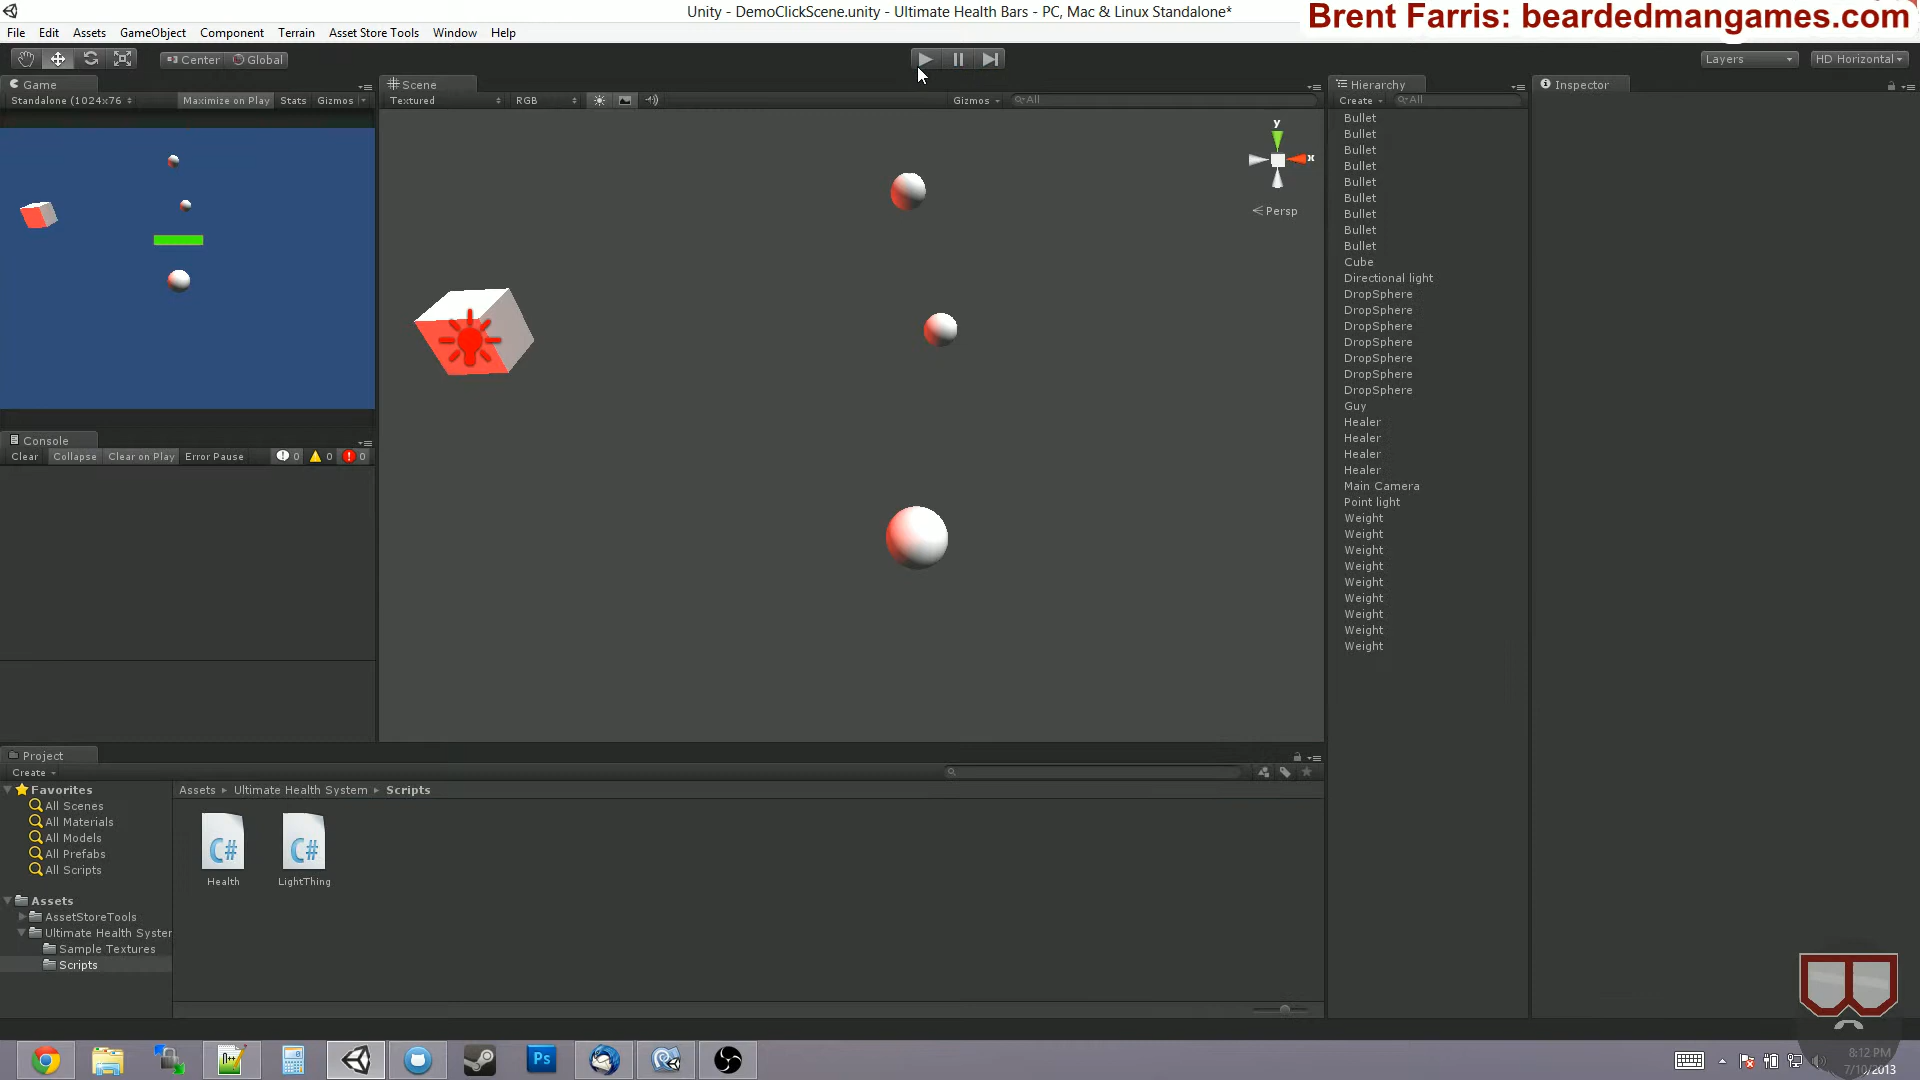 Unity - DemoClickScene.unity - Ultimate Health Bars - PC, Mac & Linux Standalone*
Brent Farris: beardedmangames.com
File Edit Assets GameObject Component Terrain Asset Store Tools Window Help
Center Global
Layers
HD Horizontal
Game
Standalone (1024x76
Maximize on Play Stats Gizmos
Scene
Textured RGB Gizmos All
y
x
Persp
Hierarchy
Create All
Bullet
Bullet
Bullet
Bullet
Bullet
Bullet
Bullet
Bullet
Bullet
Cube
Directional light
DropSphere
DropSphere
DropSphere
DropSphere
DropSphere
DropSphere
DropSphere
Guy
Healer
Healer
Healer
Healer
Main Camera
Point light
Weight
Weight
Weight
Weight
Weight
Weight
Weight
Weight
Weight
Inspector
Console
Clear Collapse Clear on Play Error Pause 0 0 0
Project
Create
Favorites
All Scenes
All Materials
All Models
All Prefabs
All Scripts
Assets
AssetStoreTools
Ultimate Health Syster
Sample Textures
Scripts
Assets Ultimate Health System Scripts
C#
Health
C#
LightThing
Ps
8:12 PM
7/10/2013